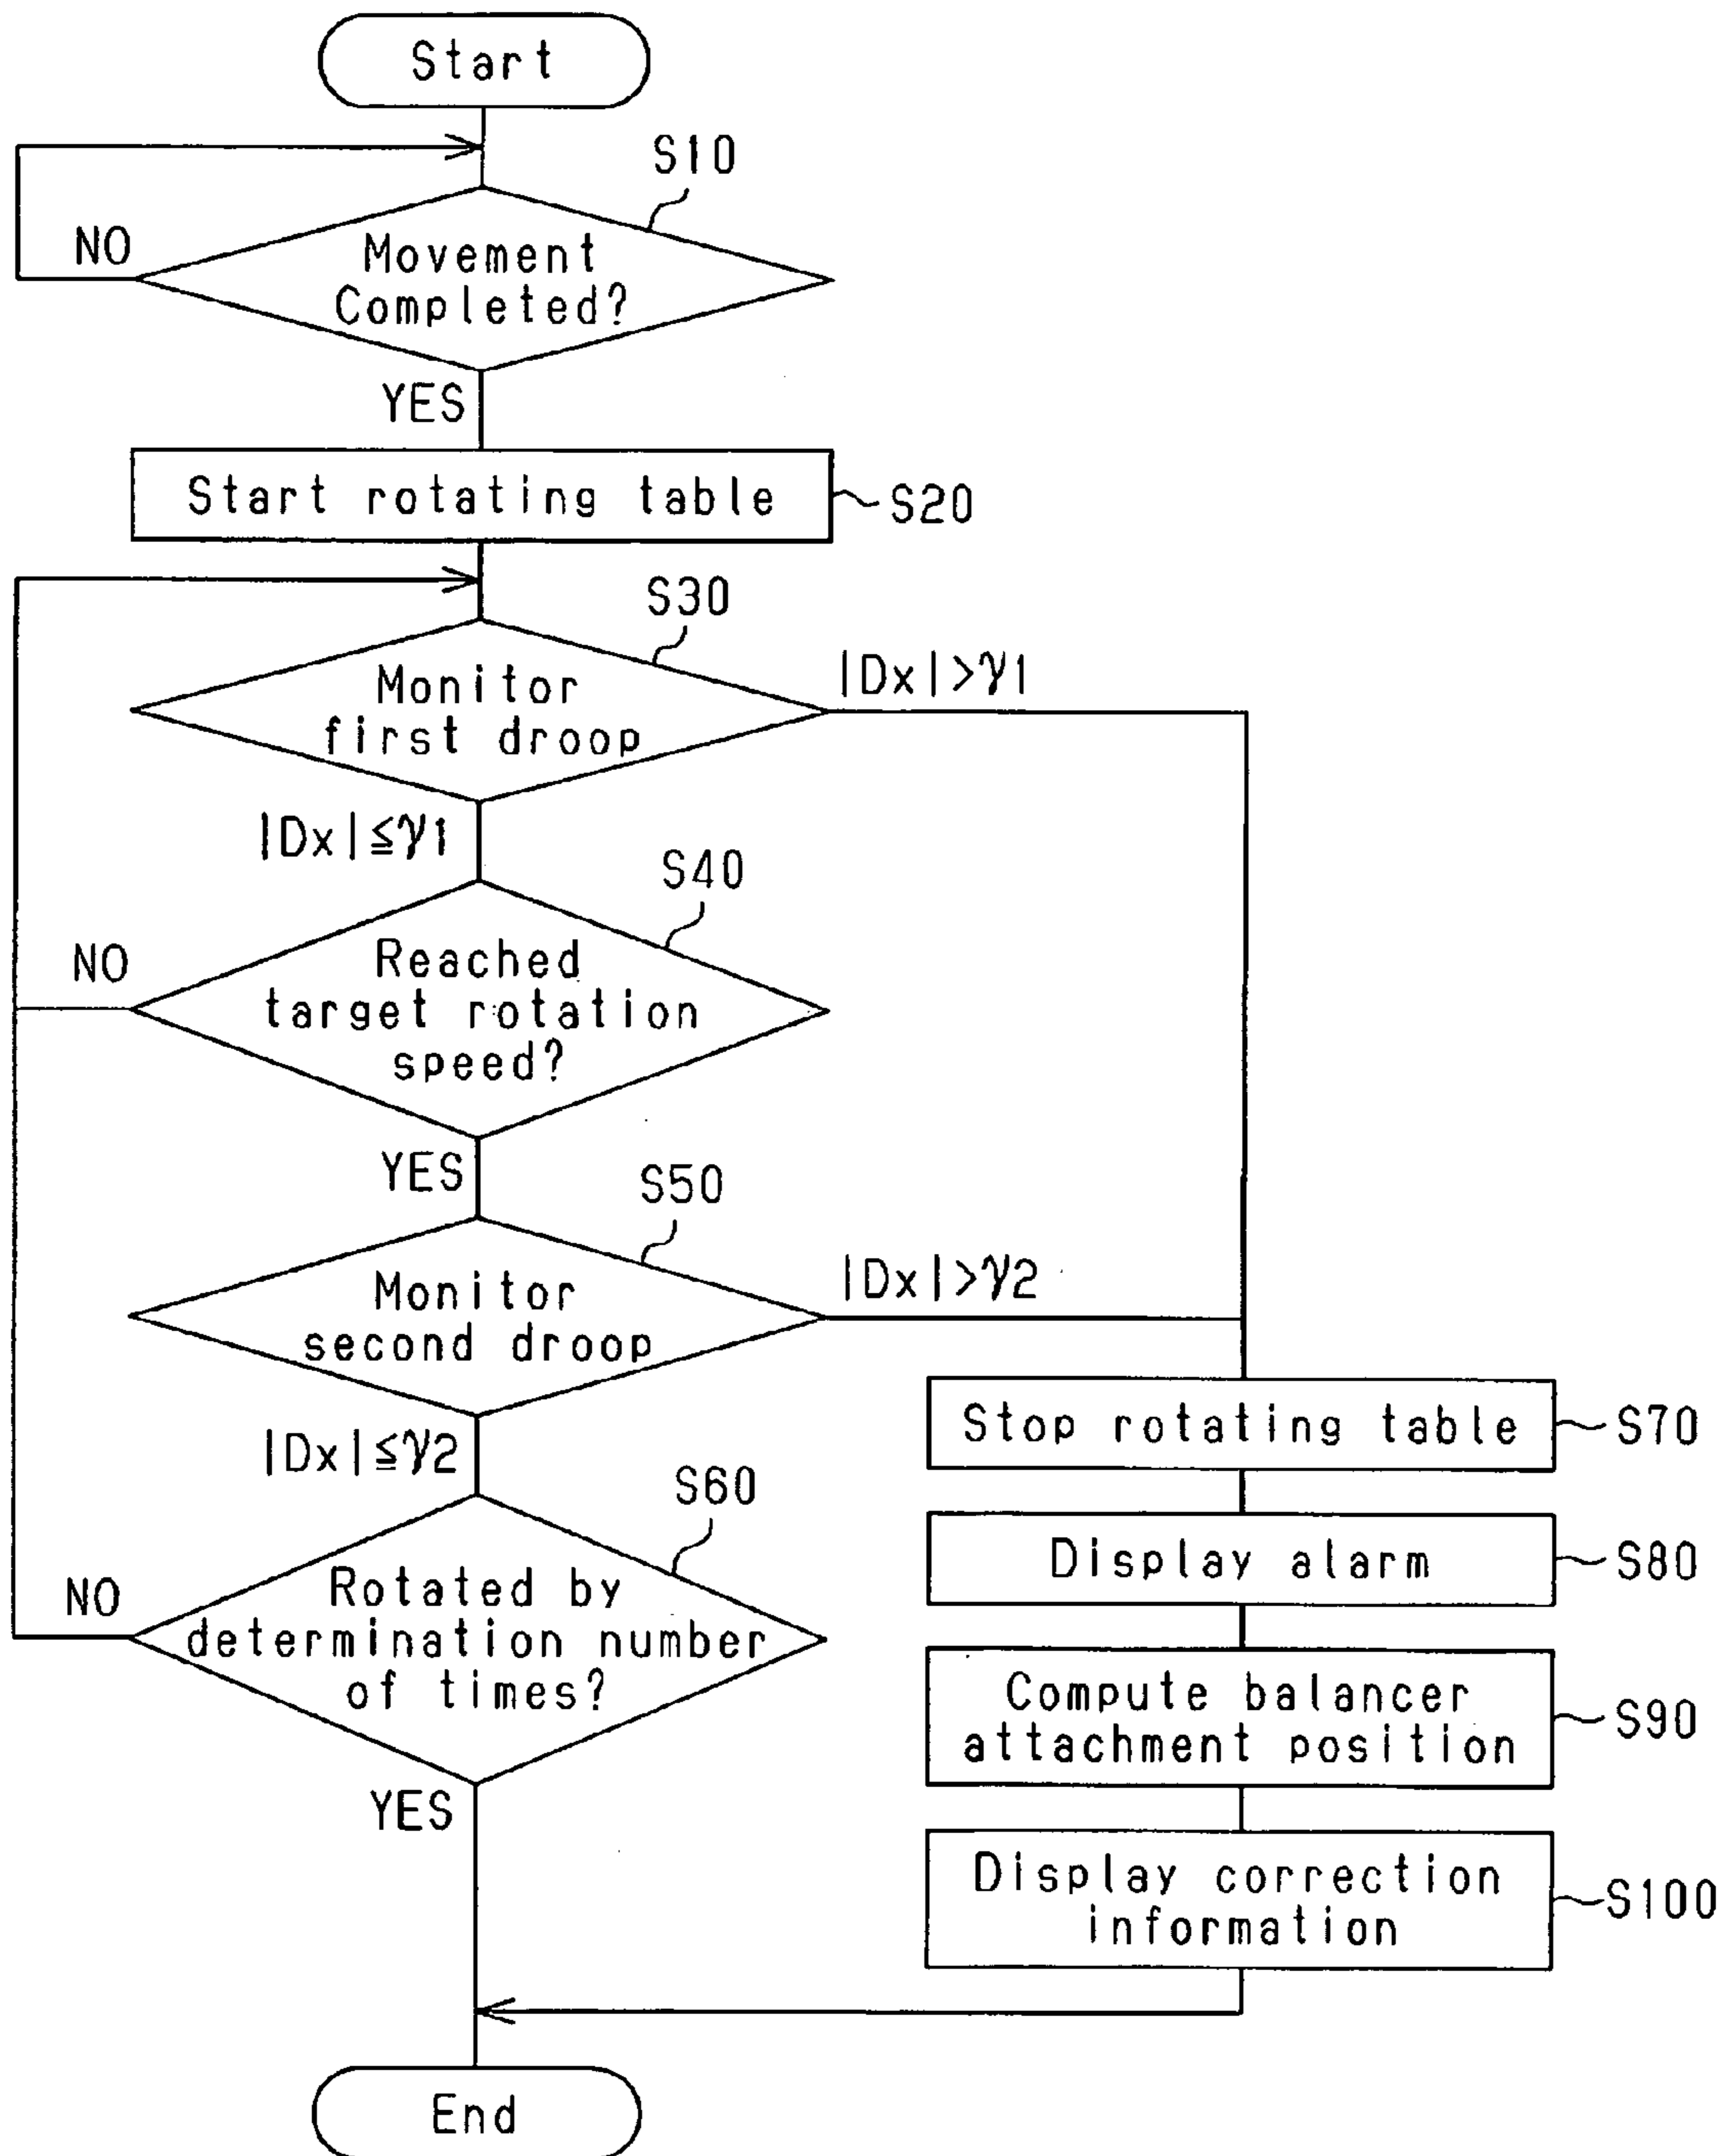 Start
S10
NO
Movement
Completed?
YES
Start rotating table
S20
S30
Monitor
first droop
|Dx|>γ1
|Dx|≦γ1
S40
NO
Reached
target rotation
speed?
YES
S50
Monitor
second droop
|Dx|>γ2
|Dx|≦γ2
S60
NO
Rotated by
determination number
of times?
YES
Stop rotating table
S70
Display alarm
S80
Compute balancer
attachment position
S90
Display correction
information
S100
End